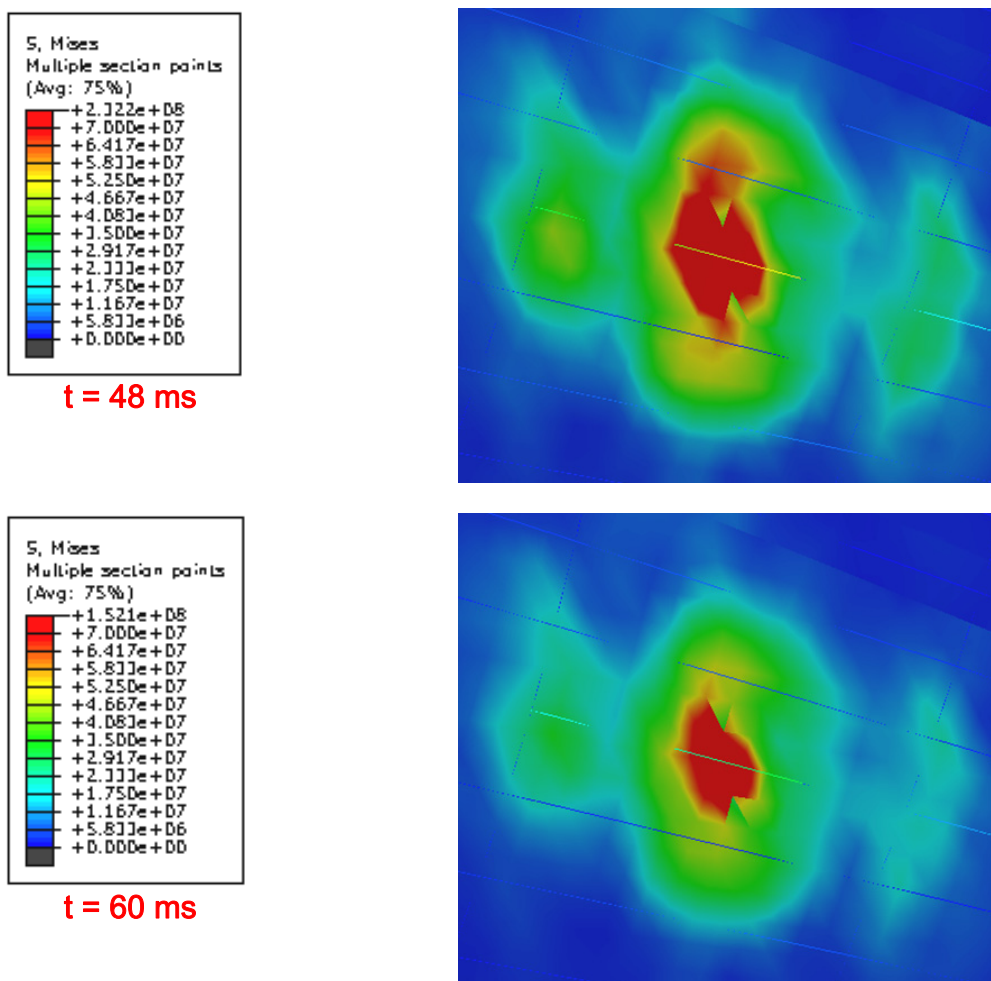 S, Mises
Multiple section points
(Avg: 75%)
+2.322e+08
+7.000e+07
+6.417e+07
+5.833e+07
+5.250e+07
+4.667e+07
+4.083e+07
+3.500e+07
+2.917e+07
+2.333e+07
+1.750e+07
+1.167e+07
+5.833e+06
+0.000e+00
t = 48 ms
S, Mises
Multiple section points
(Avg: 75%)
+1.521e+08
+7.000e+07
+6.417e+07
+5.833e+07
+5.250e+07
+4.667e+07
+4.083e+07
+3.500e+07
+2.917e+07
+2.333e+07
+1.750e+07
+1.167e+07
+5.833e+06
+0.000e+00
t = 60 ms